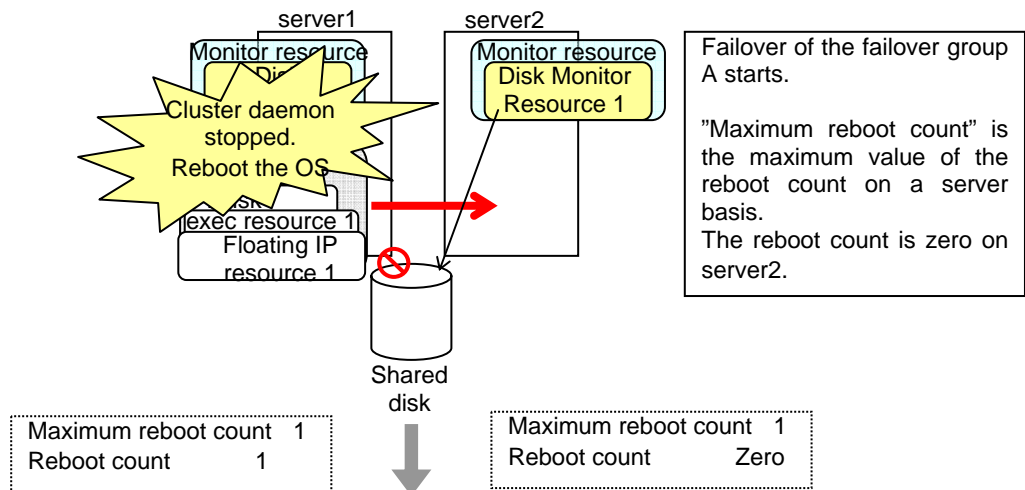 server1
server2
Monitor resource
Monitor resource
Disk Monitor
Resource 1
Cluster daemon
stopped.
Reboot the OS
exec resource 1
Floating IP
resource 1
Shared
disk
Failover of the failover group
A starts.
”Maximum reboot count” is
the maximum value of the
reboot count on a server
basis.
The reboot count is zero on
server2.
Maximum reboot count 1
Reboot count 1
Maximum reboot count 1
Reboot count Zero